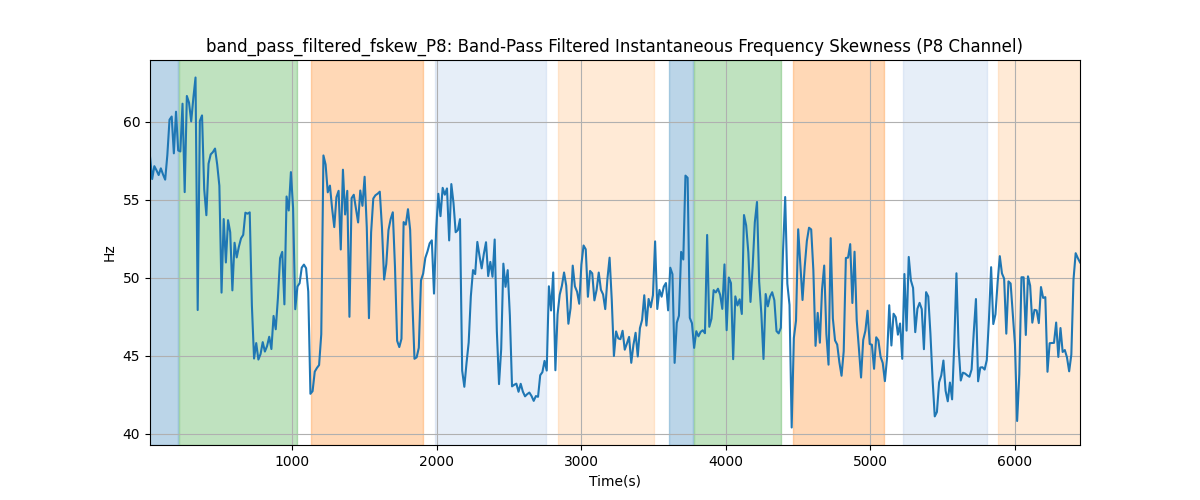 band_pass_filtered_fskew_P8: Band-Pass Filtered Instantaneous Frequency Skewness (P8 Channel)
60
55
50
45
40
Hz
1000 2000 3000 4000 5000 6000
Time(s)